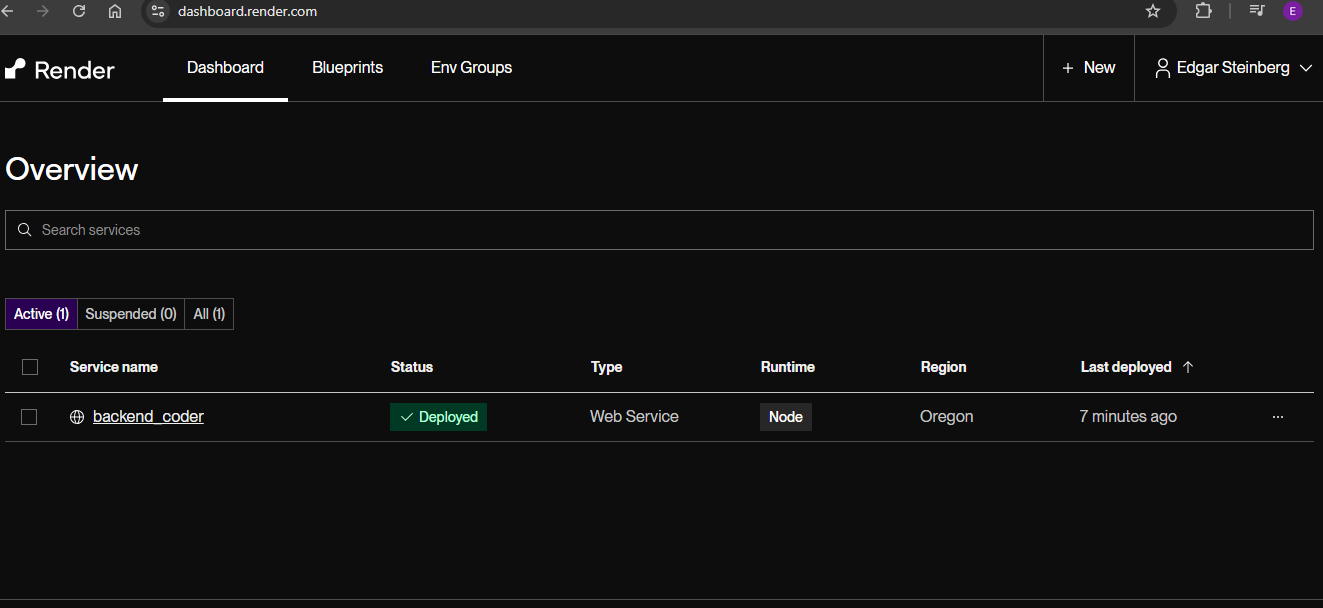 dashboard.render.com
E
Render
Dashboard
Blueprints
Env Groups
+ New
Edgar Steinberg
Overview
Search services
Active (1)
Suspended (0)
All (1)
Service name Status Type Runtime Region Last deployed ↑
backend_coder ✓ Deployed Web Service Node Oregon 7 minutes ago ...